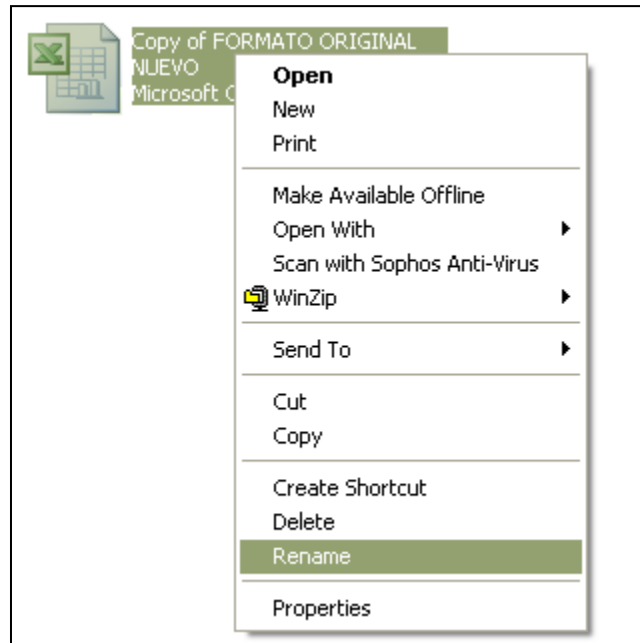 Copy of FORMATO ORIGINAL
NUEVO
Microsoft
Open
New
Print
Make Available Offline
Open With
Scan with Sophos Anti-Virus
WinZip
Send To
Cut
Copy
Create Shortcut
Delete
Rename
Properties